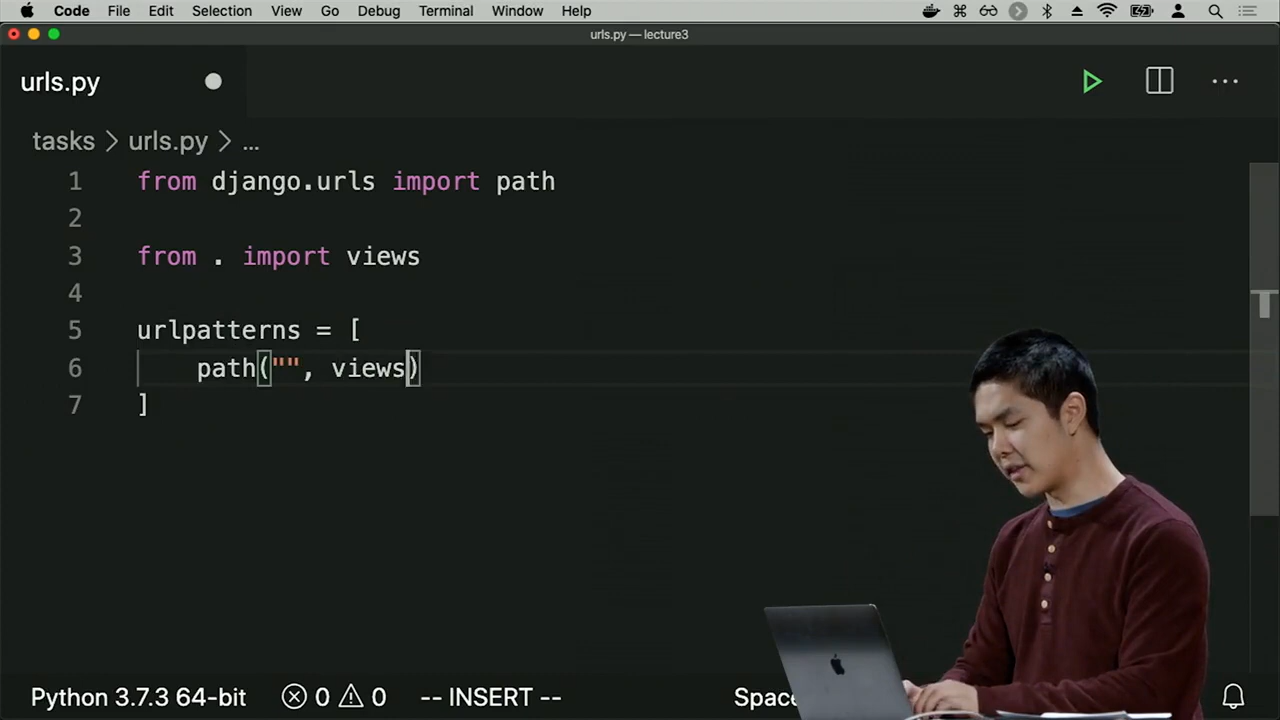 Code File Edit Selection View Go Debug Terminal Window Help
urls.py — lecture3
urls.py
tasks > urls.py > ...
1 from django.urls import path
2
3 from . import views
4
5 urlpatterns = [
6 path("", views)
7 ]
Python 3.7.3 64-bit 0 0 -- INSERT --